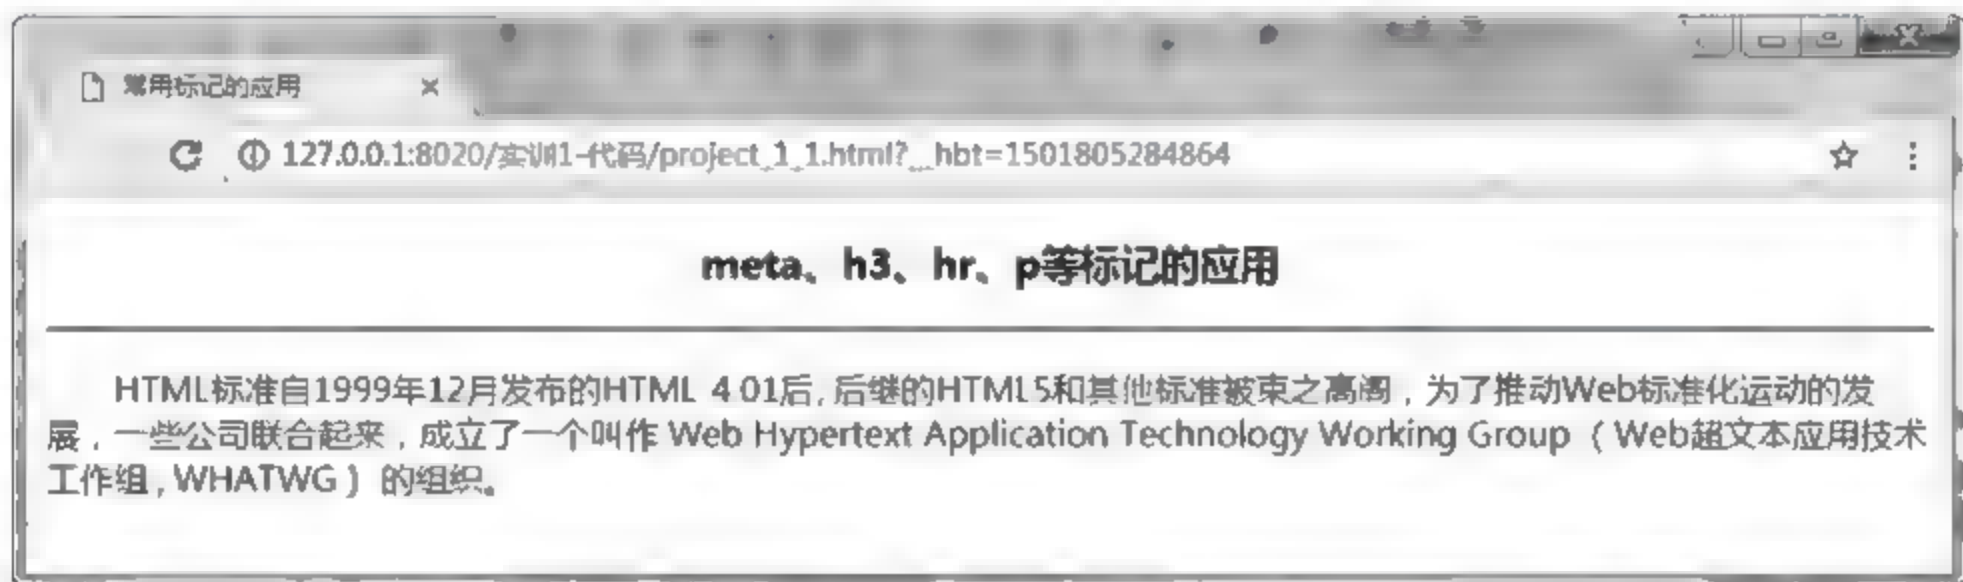 常用标记的应用
127.0.0.1:8020/实训1-代码/project_1_1.html?__hbt=1501805284864
meta、h3、hr、p等标记的应用
HTML标准自1999年12月发布的HTML 4 01后,后继的HTML5和其他标准被束之高阁，为了推动Web标准化运动的发
展，一些公司联合起来，成立了一个叫作 Web Hypertext Application Technology Working Group（Web超文本应用技术
工作组,WHATWG）的组织。